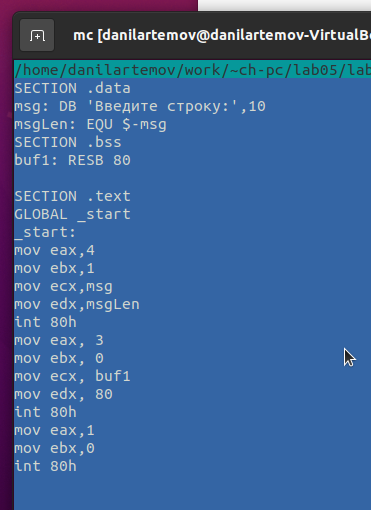 mc [danilartemov@danilartemov-VirtualBo
/home/danilartemov/work/~ch-pc/lab05/lab
SECTION .data
msg: DB 'Введите строку:',10
msgLen: EQU $-msg
SECTION .bss
buf1: RESB 80
SECTION .text
GLOBAL _start
_start:
mov eax,4
mov ebx,1
mov ecx,msg
mov edx,msgLen
int 80h
mov eax, 3
mov ebx, 0
mov ecx, buf1
mov edx, 80
int 80h
mov eax,1
mov ebx,0
int 80h